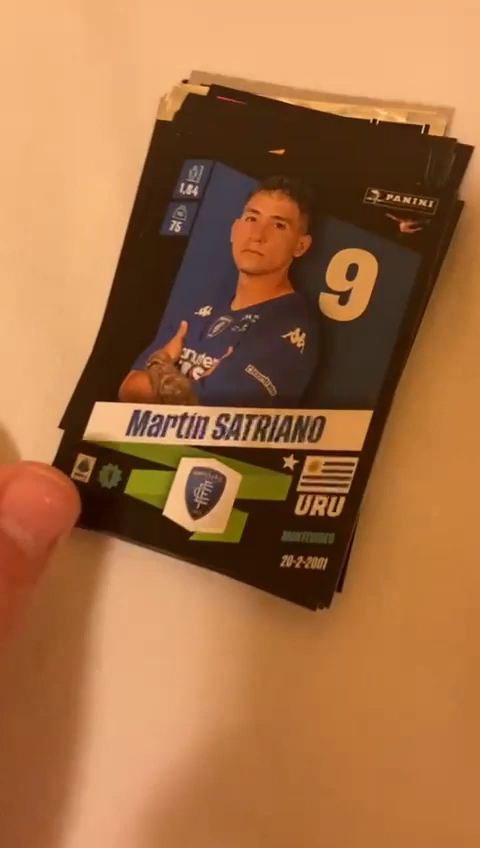 1,84
75
PANINI
9
Martín SATRIANO
URU
MONTEVIDEO
20-2-2001